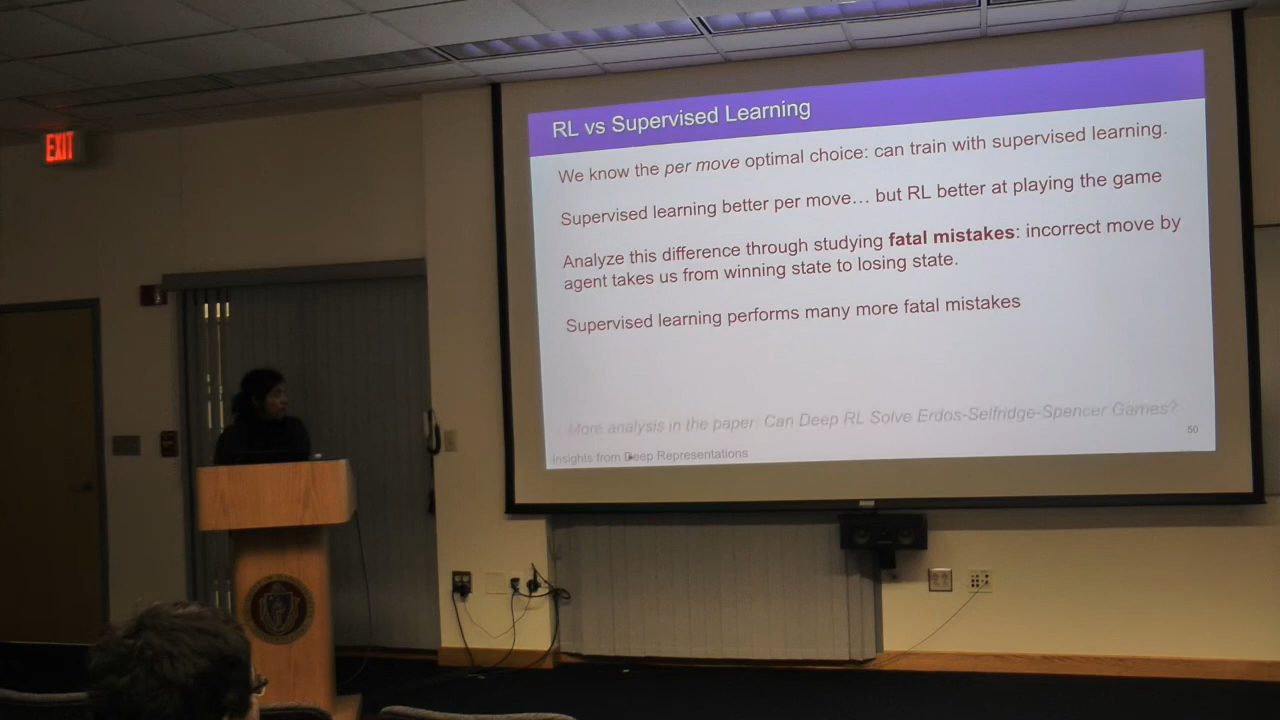 EXIT
RL vs Supervised Learning
We know the per move optimal choice: can train with supervised learning.
Supervised learning better per move... but RL better at playing the game
Analyze this difference through studying fatal mistakes: incorrect move by
agent takes us from winning state to losing state.
Supervised learning performs many more fatal mistakes
More analysis in the paper: Can Deep RL Solve Erdos-Selfridge-Spencer Games?
50
Insights from Deep Representations